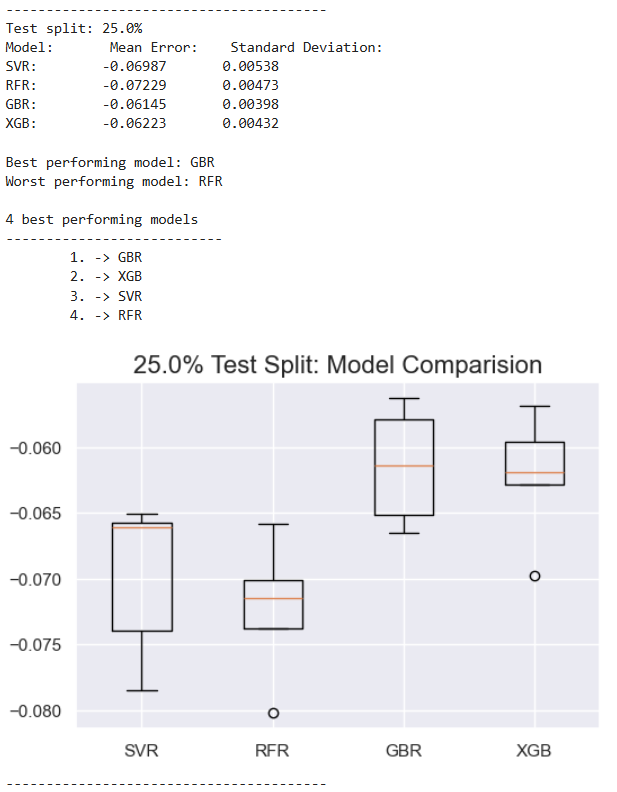 ----------------------------------------
Test split: 25.0%
Model:       Mean Error:    Standard Deviation:
SVR:        -0.06987       0.00538
RFR:        -0.07229       0.00473
GBR:        -0.06145       0.00398
XGB:        -0.06223       0.00432
Best performing model: GBR
Worst performing model: RFR
4 best performing models
---------------------------
1. -> GBR
2. -> XGB
3. -> SVR
4. -> RFR
25.0% Test Split: Model Comparision
−0.060
−0.065
−0.070
−0.075
−0.080
SVR RFR GBR XGB
----------------------------------------